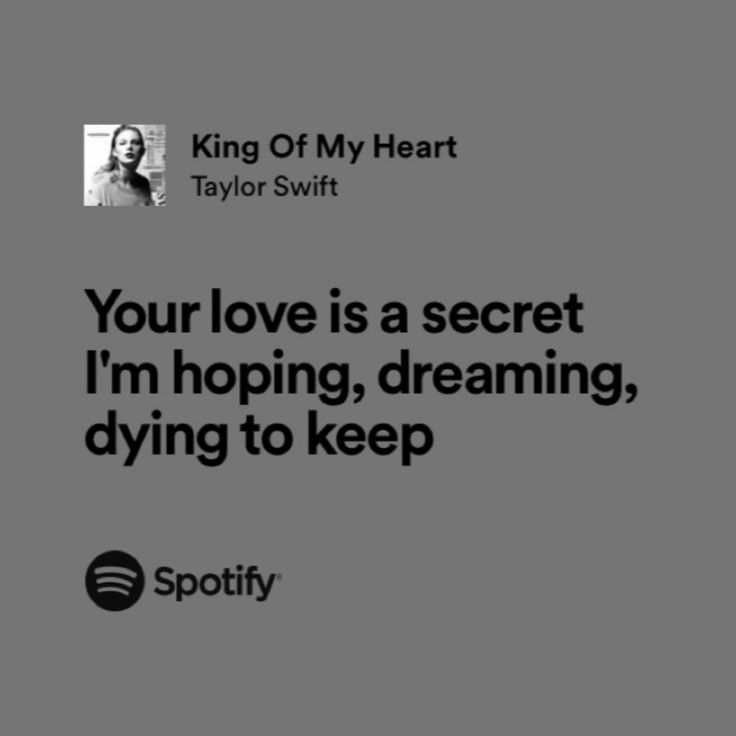 King Of My Heart
Taylor Swift
Your love is a secret
I'm hoping, dreaming,
dying to keep
Spotify